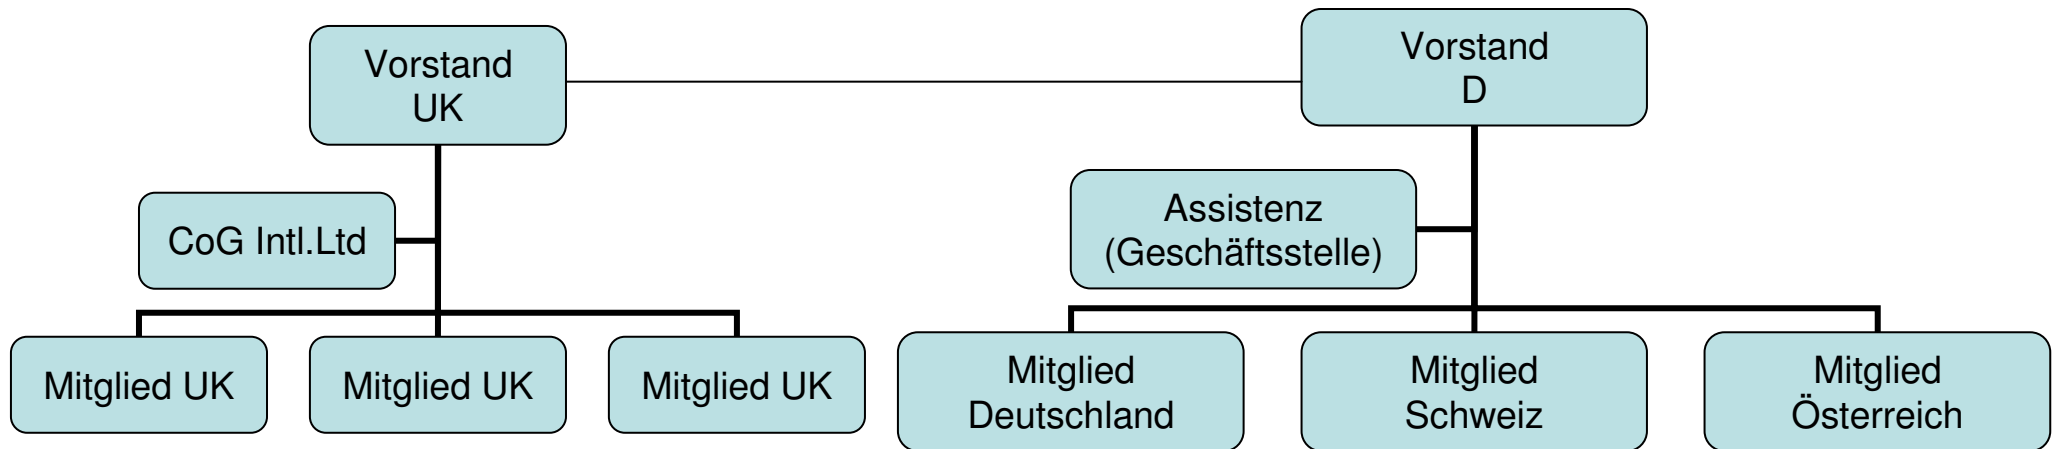 Vorstand
UK
Vorstand
D
CoG Intl.Ltd
Assistenz
(Geschäftsstelle)
Mitglied UK
Mitglied UK
Mitglied UK
Mitglied
Deutschland
Mitglied
Schweiz
Mitglied
Österreich